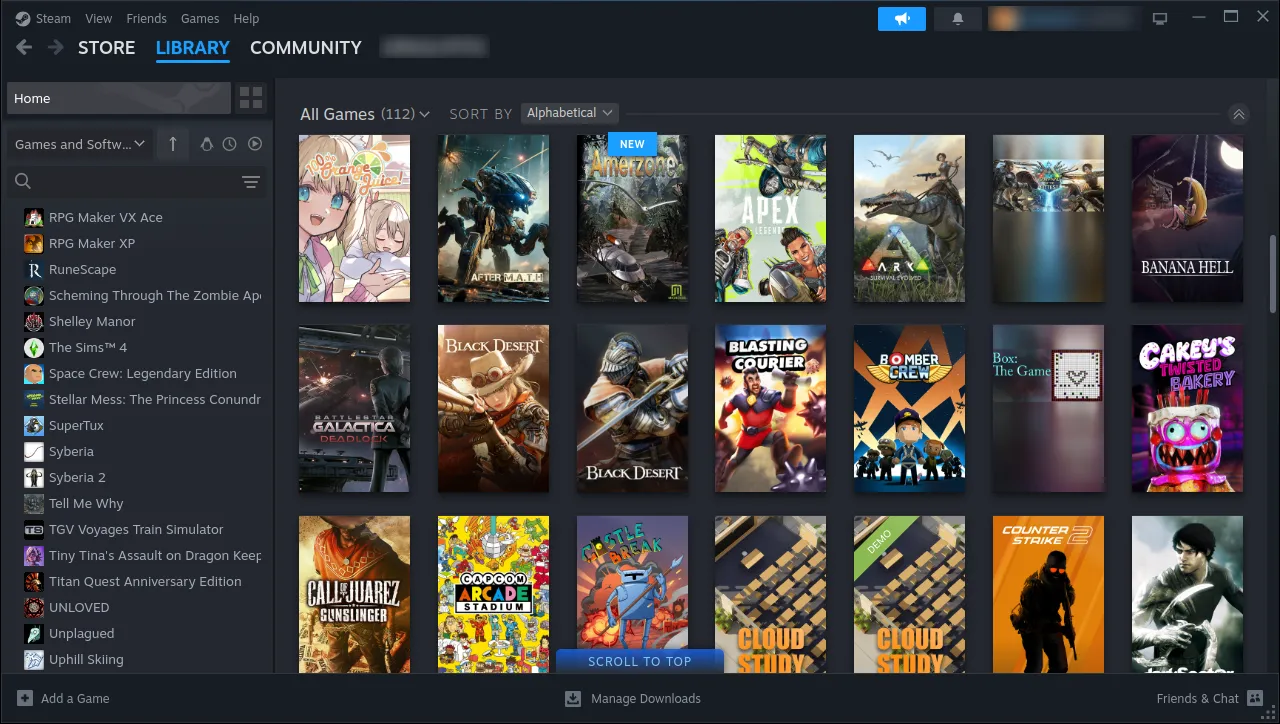 Steam View Friends Games Help
STORE LIBRARY COMMUNITY
Home
Games and Softw...
RPG Maker VX Ace
RPG Maker XP
RuneScape
Scheming Through The Zombie Apo
Shelley Manor
The Sims™ 4
Space Crew: Legendary Edition
Stellar Mess: The Princess Conundr
SuperTux
Syberia
Syberia 2
Tell Me Why
TGV Voyages Train Simulator
Tiny Tina's Assault on Dragon Keep
Titan Quest Anniversary Edition
UNLOVED
Unplagued
Uphill Skiing
All Games (112) SORT BY Alphabetical
100% Orange Juice!
AFTER M.A.T.H
NEW
Amerzone
APEX
LEGENDS
ARK
SURVIVAL EVOLVED
BANANA HELL
BATTLESTAR
GALACTICA
DEADLOCK
BLACK DESERT
BLACK DESERT
BLASTING
COURIER
BOMBER
CREW
Box:
The Game
CAKEY'S
TWISTED
BAKERY
CALL OF JUAREZ
GUNSLINGER
CAPCOM
ARCADE
STADIUM
CASTLE
BREAK
CLOUD
STUDY
DEMO
CLOUD
STUDY
COUNTER
STRIKE 2
SCROLL TO TOP
Add a Game Manage Downloads Friends & Chat